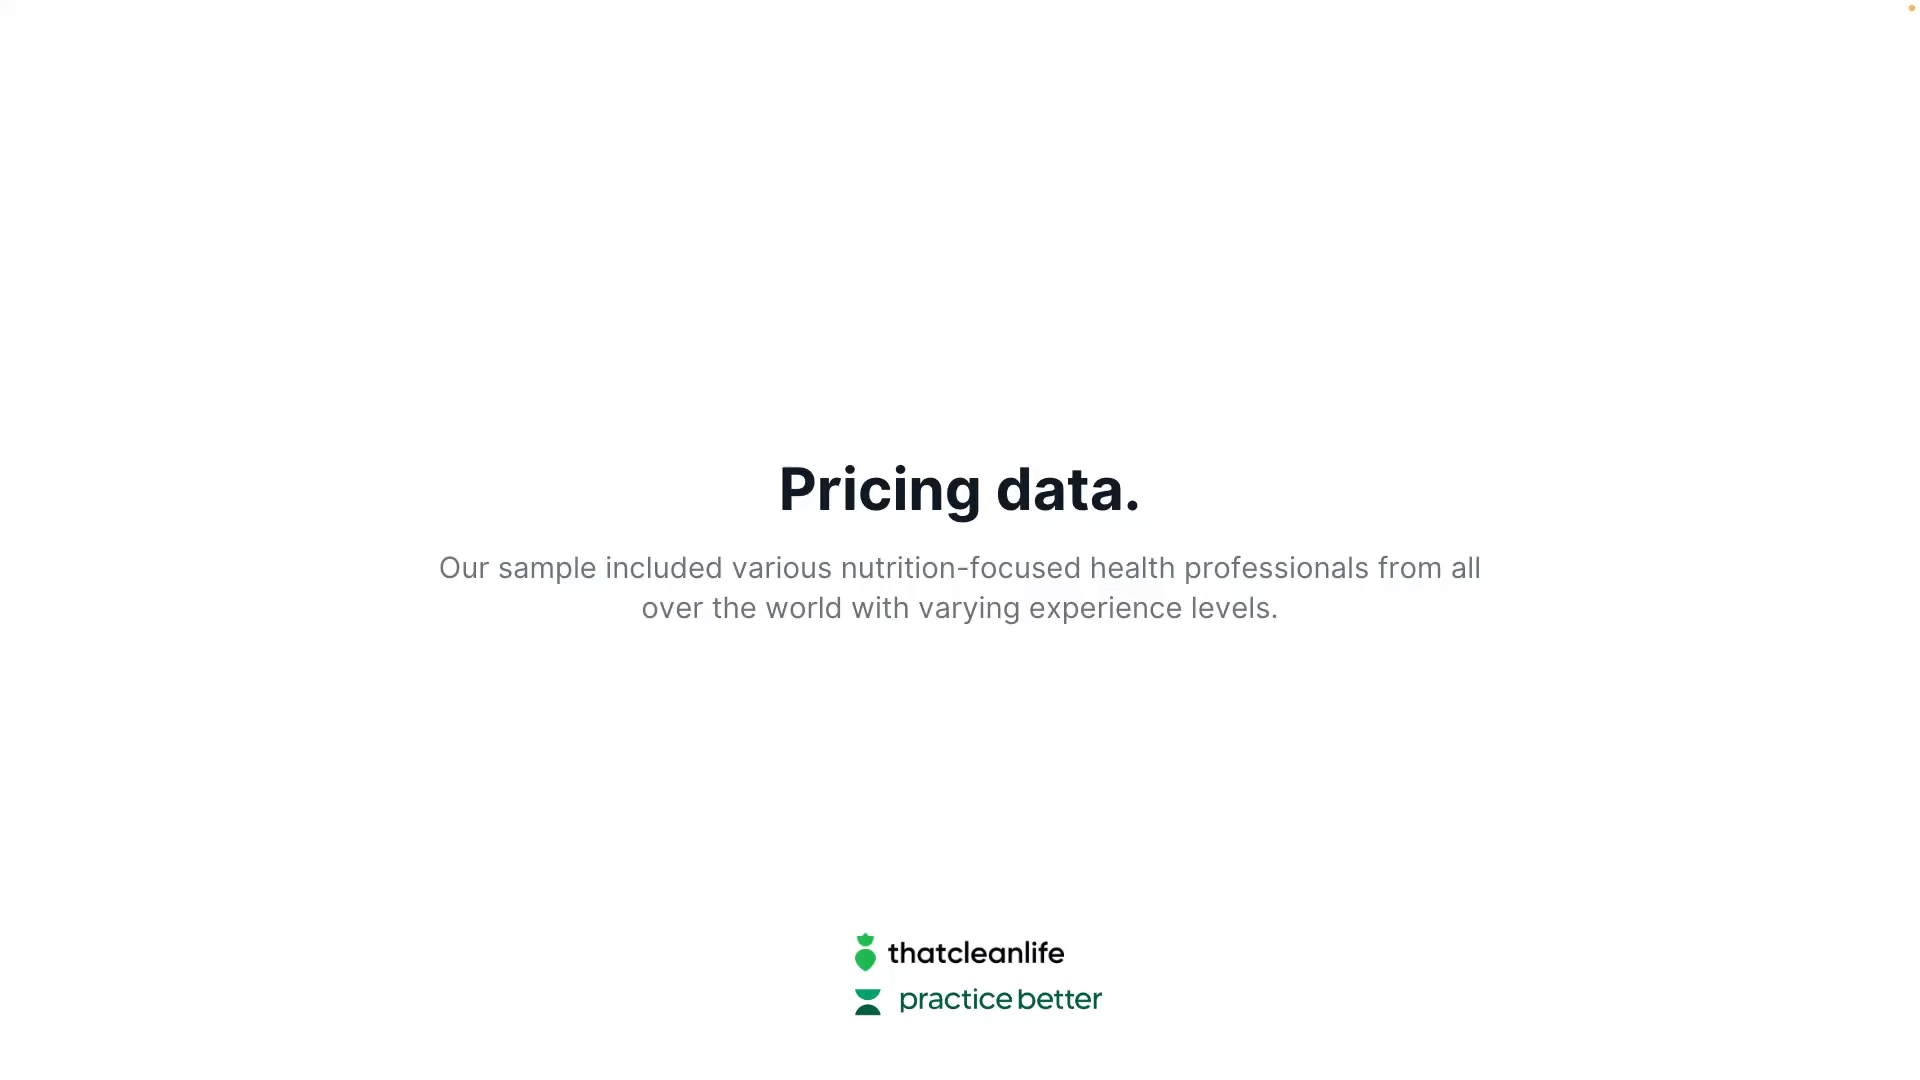 Pricing data.
Our sample included various nutrition-focused health professionals from all
over the world with varying experience levels.
thatcleanlife
practice better